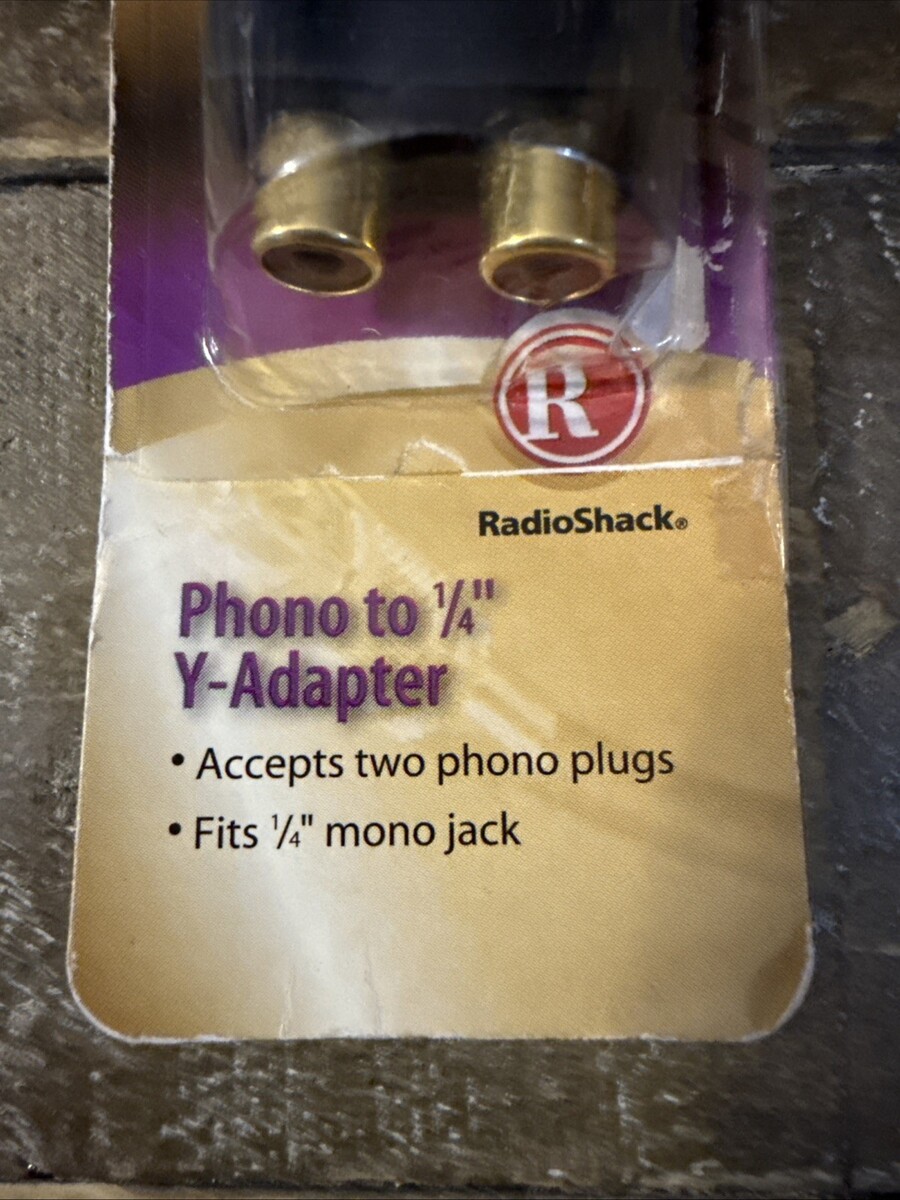 R
RadioShack®
Phono to 1/4"
Y-Adapter
• Accepts two phono plugs
• Fits 1/4" mono jack